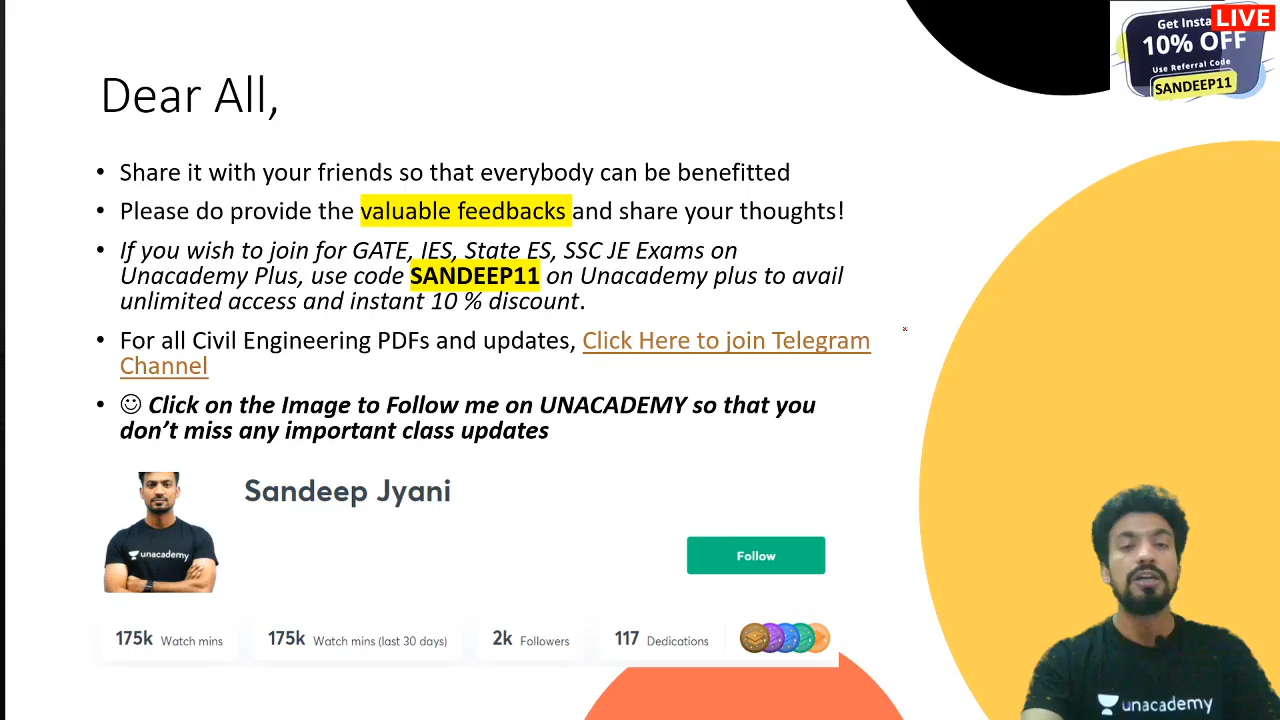 LIVE
Get Insta
10% OFF
Use Referral Code
SANDEEP11
Dear All,
• Share it with your friends so that everybody can be benefitted
• Please do provide the valuable feedbacks and share your thoughts!
• If you wish to join for GATE, IES, State ES, SSC JE Exams on
Unacademy Plus, use code SANDEEP11 on Unacademy plus to avail
unlimited access and instant 10 % discount.
• For all Civil Engineering PDFs and updates, Click Here to join Telegram
Channel
• ☺ Click on the Image to Follow me on UNACADEMY so that you
don't miss any important class updates
Sandeep Jyani
unacademy
Follow
175k Watch mins
175k Watch mins (last 30 days)
2k Followers
117 Dedications
unacademy